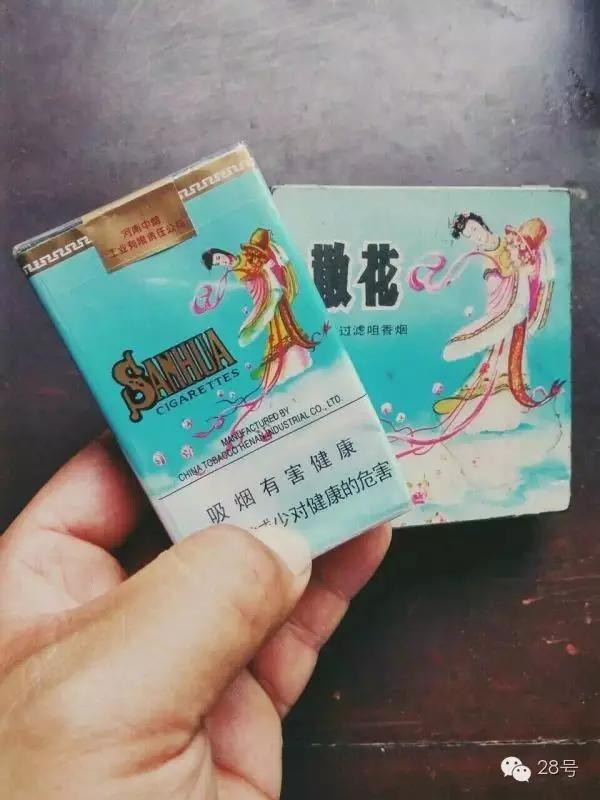 河南中烟
工业有限责任公司
SANHUA
CIGARETTES
MANUFACTURED BY
CHINA TOBACCO HENAN INDUSTRIAL CO., LTD.
吸烟有害健康
减少对健康的危害
散花
过滤咀香烟
28号